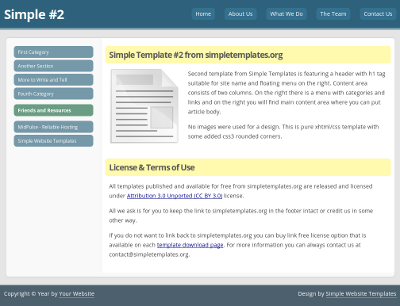 Simple #2
Home
About Us
What We Do
The Team
Contact Us
First Category
Another Section
More to Write and Tell
Fourth Category
Friends and Resources
MidPulse - Reliable Hosting
Simple Website Templates
Simple Template #2 from simpletemplates.org
Second template from Simple Templates is featuring a header with h1 tag
suitable for site name and floating menu on the right. Content area
consists of two columns. On the right there is a menu with categories and
links and on the right you will find main content area where you can put
article body.
No images were used for a design. This is pure xhtml/css template with
some added css3 rounded corners.
License & Terms of Use
All templates published and available for free from simpletemplates.org are released and licensed
under Attribution 3.0 Unported (CC BY 3.0) license.
All we ask is for you to keep the link to simpletemplates.org in the footer intact or credit us in some
other way.
If you do not want to link back to simpletemplates.org you can buy link free license option that is
available on each template download page. For more information you can always contact us at
contact@simpletemplates.org.
Copyright © Year by Your Website
Design by Simple Website Templates